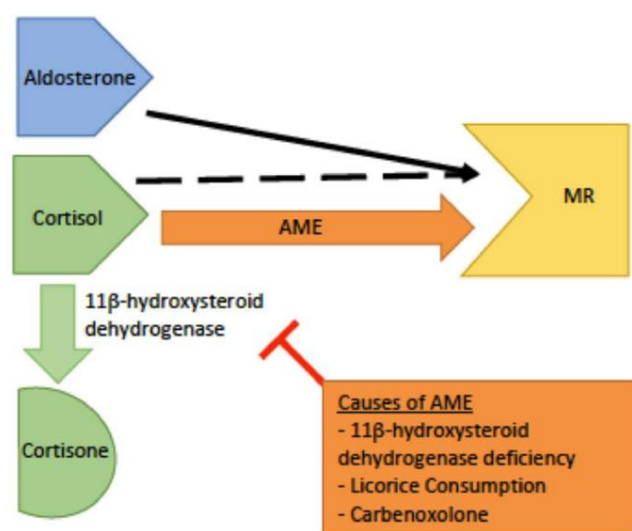 Aldosterone
Cortisol
AME
MR
11β-hydroxysteroid
dehydrogenase
Cortisone
Causes of AME
- 11β-hydroxysteroid
dehydrogenase deficiency
- Licorice Consumption
- Carbenoxolone